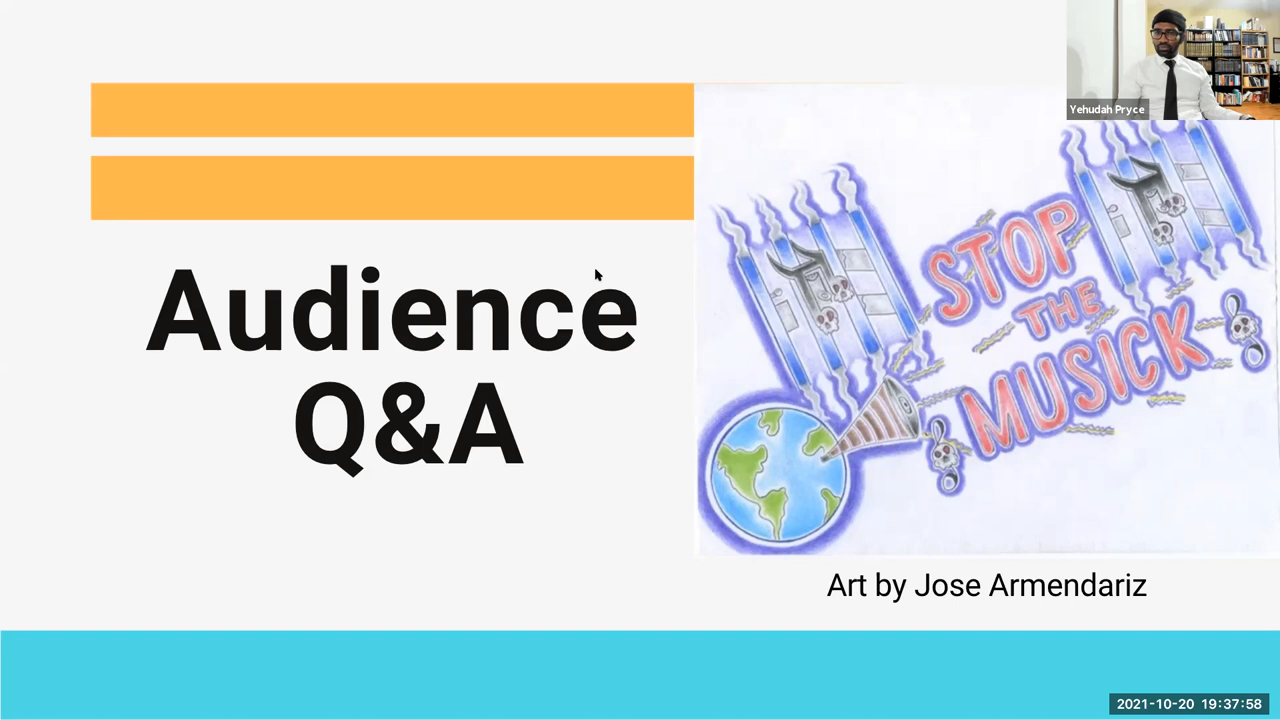 Yehudah Pryce
Audience
Q&A
STOP
THE
MUSICK
Art by Jose Armendariz
2021-10-20 19:37:58